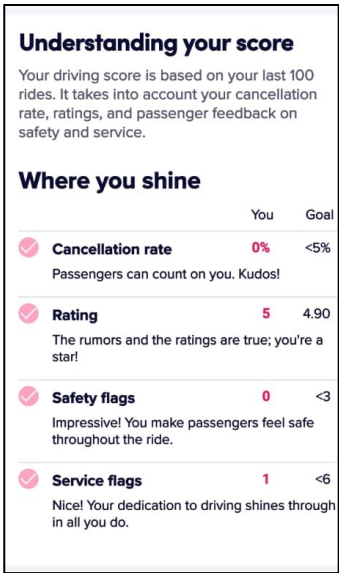 Understanding your score
Your driving score is based on your last 100
rides. It takes into account your cancellation
rate, ratings, and passenger feedback on
safety and service.
Where you shine
You Goal
Cancellation rate 0% <5%
Passengers can count on you. Kudos!
Rating 5 4.90
The rumors and the ratings are true; you're a
star!
Safety flags 0 <3
Impressive! You make passengers feel safe
throughout the ride.
Service flags 1 <6
Nice! Your dedication to driving shines through
in all you do.